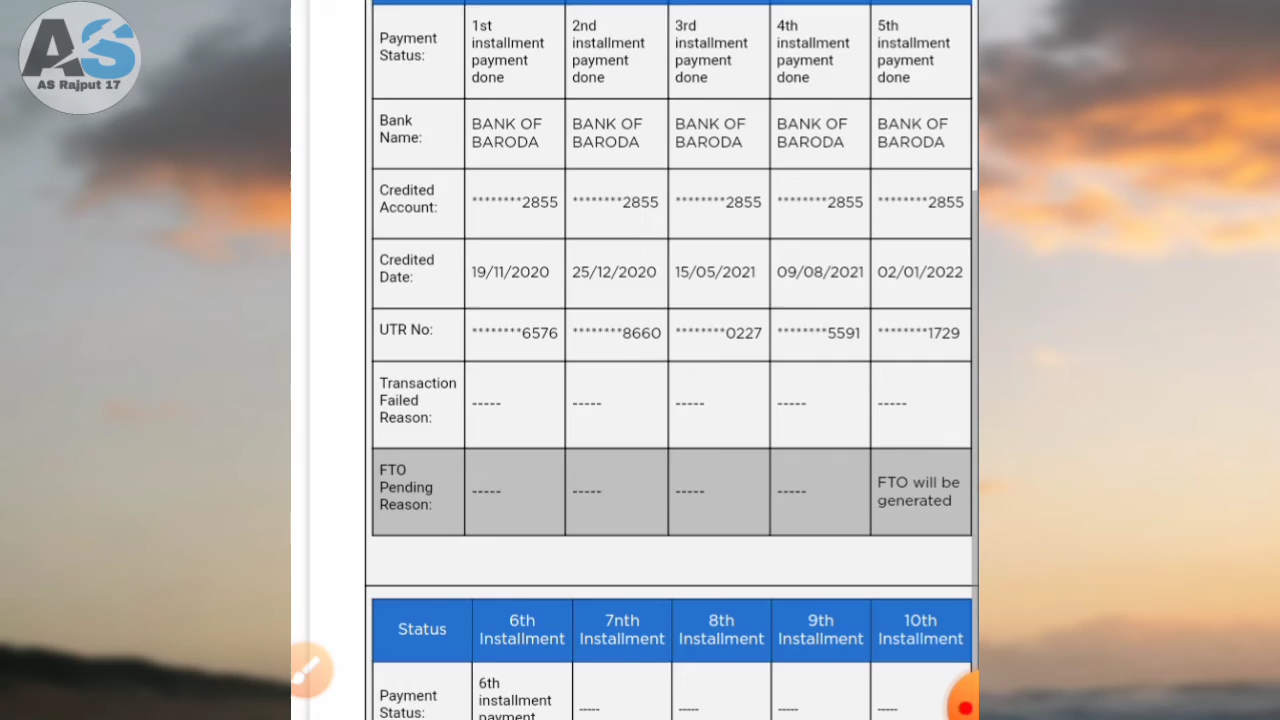 AS
AS Rajput 17
Payment Status: 1st installment payment done 2nd installment payment done 3rd installment payment done 4th installment payment done 5th installment payment done
Bank Name: BANK OF BARODA BANK OF BARODA BANK OF BARODA BANK OF BARODA BANK OF BARODA
Credited Account: ********2855 ********2855 ********2855 ********2855 ********2855
Credited Date: 19/11/2020 25/12/2020 15/05/2021 09/08/2021 02/01/2022
UTR No: ********6576 ********8660 ********0227 ********5591 ********1729
Transaction Failed Reason: ----- ----- ----- ----- -----
FTO Pending Reason: ----- ----- ----- ----- FTO will be generated
Status 6th Installment 7nth Installment 8th Installment 9th Installment 10th Installment
Payment Status: 6th installment payment ----- ----- ----- -----